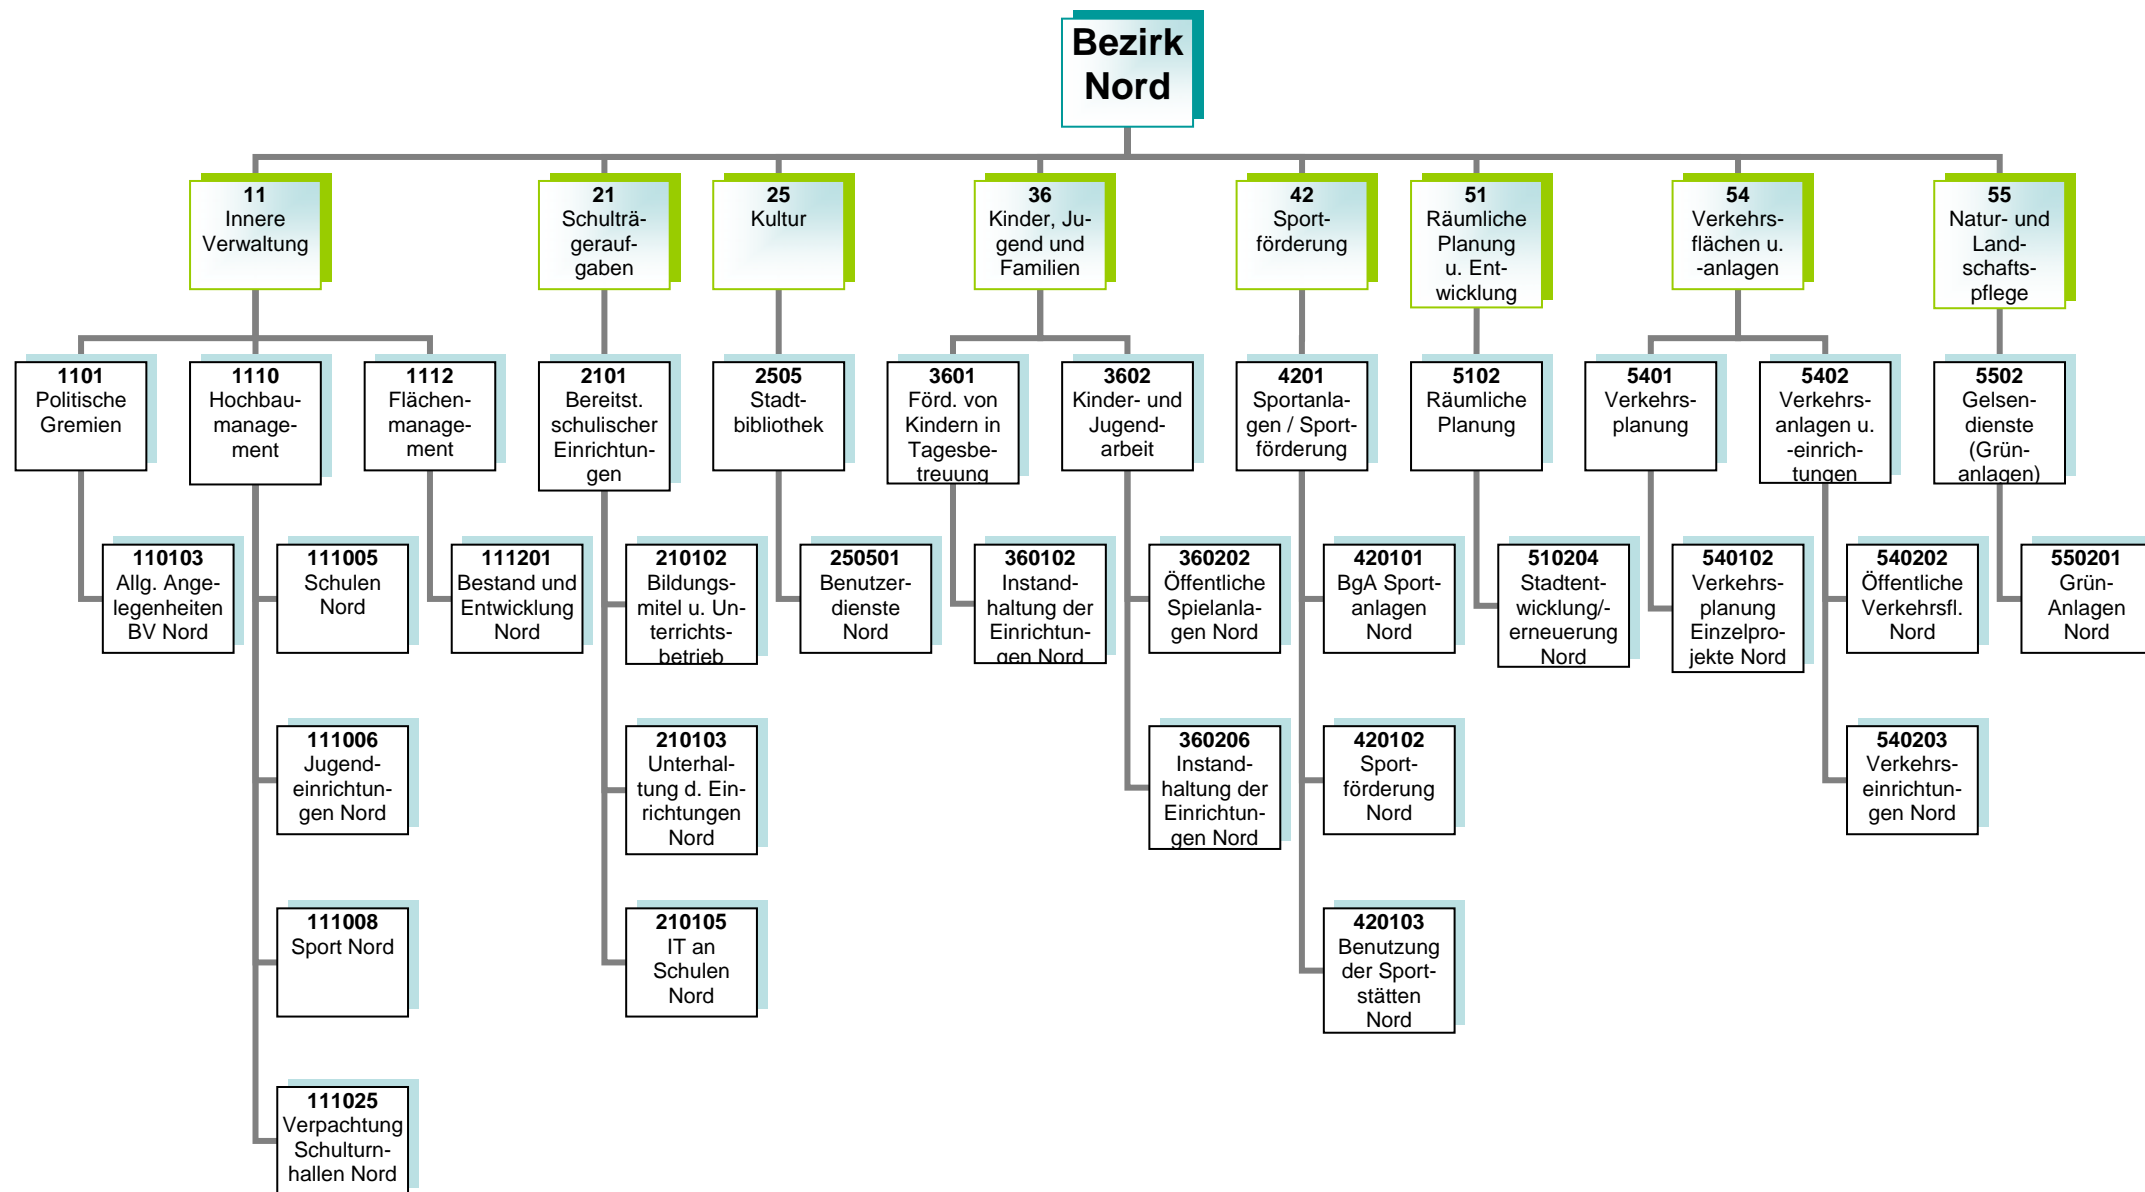 Bezirk
Nord
11
Innere
Verwaltung
21
Schulträ-
gerauf-
gaben
25
Kultur
36
Kinder, Ju-
gend und
Familien
42
Sport-
förderung
51
Räumliche
Planung
u. Ent-
wicklung
54
Verkehrs-
flächen u.
-anlagen
55
Natur- und
Land-
schafts-
pflege
1101
Politische
Gremien
1110
Hochbau-
manage-
ment
1112
Flächen-
manage-
ment
2101
Bereitst.
schulischer
Einrichtun-
gen
2505
Stadt-
bibliothek
3601
Förd. von
Kindern in
Tagesbe-
treuung
3602
Kinder- und
Jugend-
arbeit
4201
Sportanla-
gen / Sport-
förderung
5102
Räumliche
Planung
5401
Verkehrs-
planung
5402
Verkehrs-
anlagen u.
-einrich-
tungen
5502
Gelsen-
dienste
(Grün-
anlagen)
110103
Allg. Ange-
legenheiten
BV Nord
111005
Schulen
Nord
111201
Bestand und
Entwicklung
Nord
210102
Bildungs-
mitel u. Un-
terrichts-
betrieb
250501
Benutzer-
dienste
Nord
360102
Instand-
haltung der
Einrichtun-
gen Nord
360202
Öffentliche
Spielanla-
gen Nord
420101
BgA Sport-
anlagen
Nord
510204
Stadtent-
wicklung/-
erneuerung
Nord
540102
Verkehrs-
planung
Einzelpro-
jekte Nord
540202
Öffentliche
Verkehrsfl.
Nord
550201
Grün-
Anlagen
Nord
111006
Jugend-
einrichtun-
gen Nord
210103
Unterhal-
tung d. Ein-
richtungen
Nord
360206
Instand-
haltung der
Einrichtun-
gen Nord
420102
Sport-
förderung
Nord
540203
Verkehrs-
einrichtun-
gen Nord
111008
Sport Nord
210105
IT an
Schulen
Nord
420103
Benutzung
der Sport-
stätten
Nord
111025
Verpachtung
Schulturn-
hallen Nord